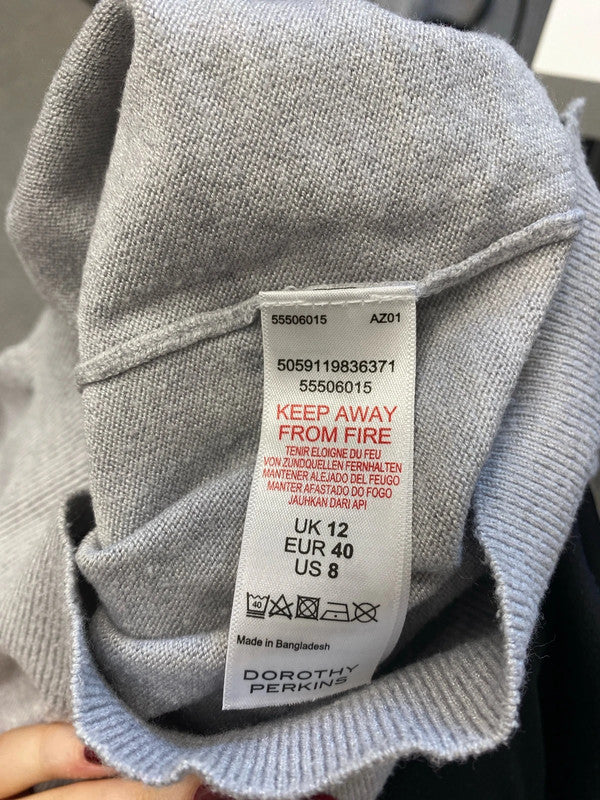 55506015 AZ01
5059119836371
55506015
KEEP AWAY
FROM FIRE
TENIR ELOIGNE DU FEU
VON ZUNDQUELLEN FERNHALTEN
MANTENER ALEJADO DEL FEUGO
MANTER AFASTADO DO FOGO
JAUHKAN DARI API
UK 12
EUR 40
US 8
40
Made in Bangladesh
DOROTHY
PERKINS